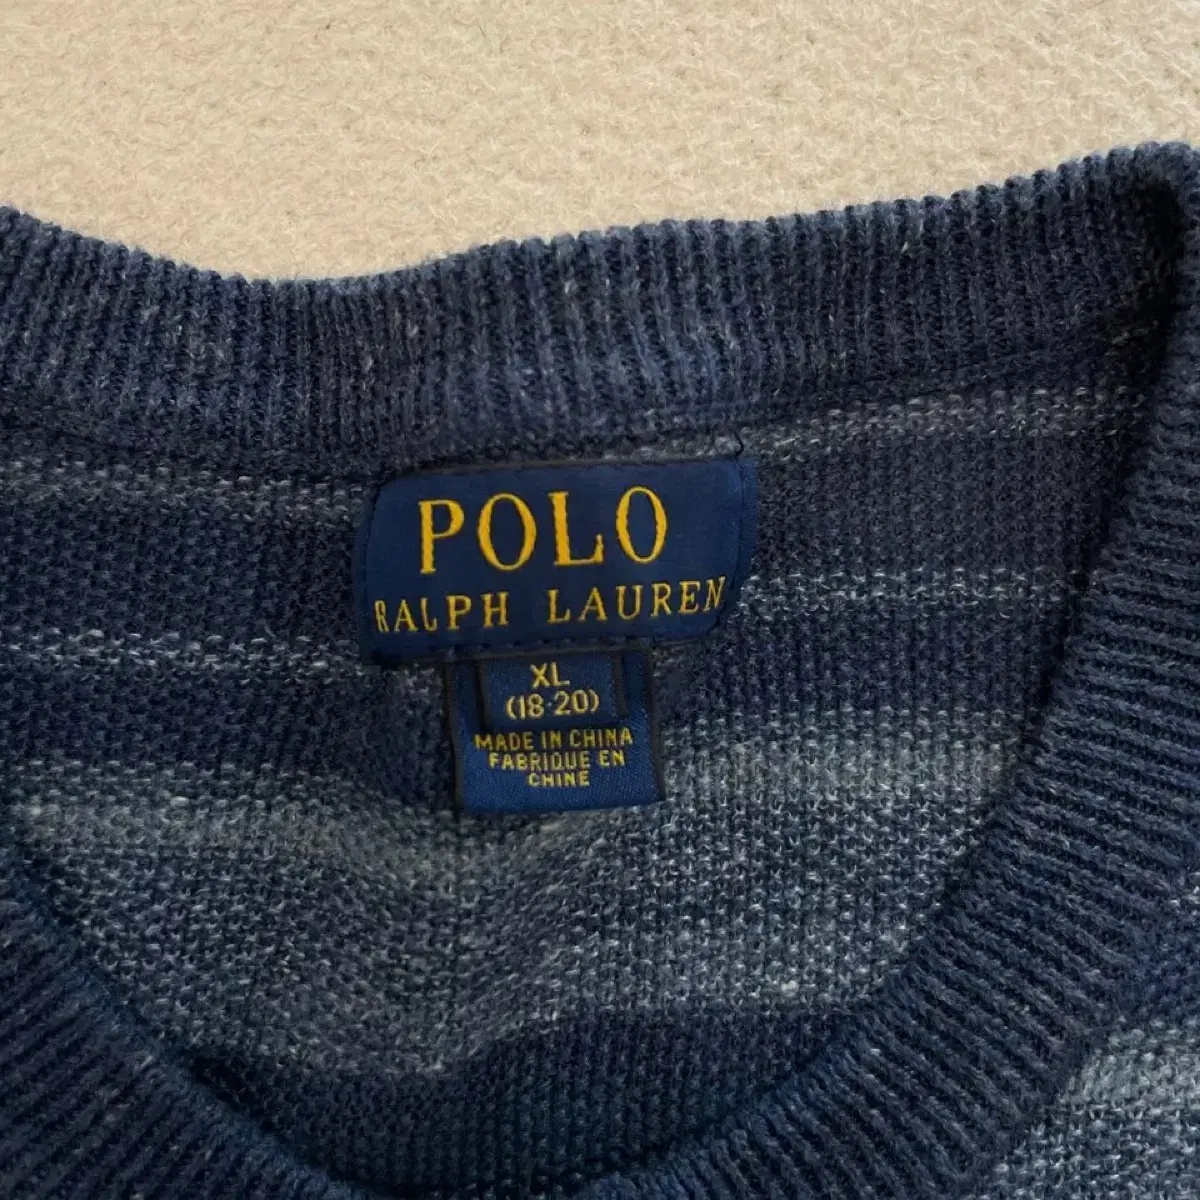 POLO
RALPH LAUREN
XL
(18-20)
MADE IN CHINA
FABRIQUE EN
CHINE